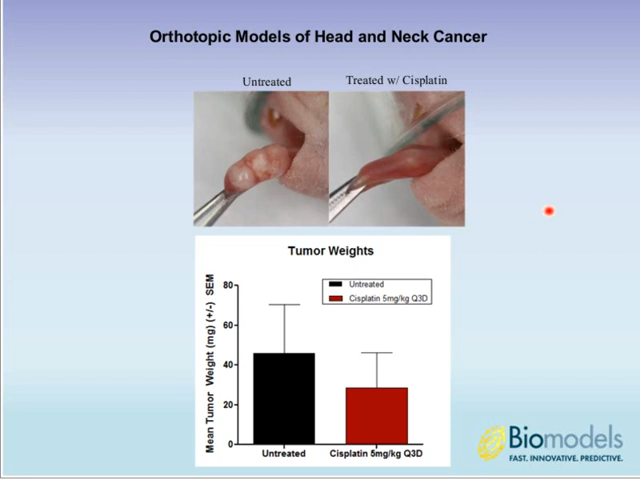 Orthotopic Models of Head and Neck Cancer
Untreated
Treated w/ Cisplatin
Tumor Weights
Mean Tumor Weight (mg) (+/-) SEM
80
60
40
20
0
Untreated
Cisplatin 5mg/kg Q3D
Untreated
Cisplatin 5mg/kg Q3D
Biomodels
FAST. INNOVATIVE. PREDICTIVE.